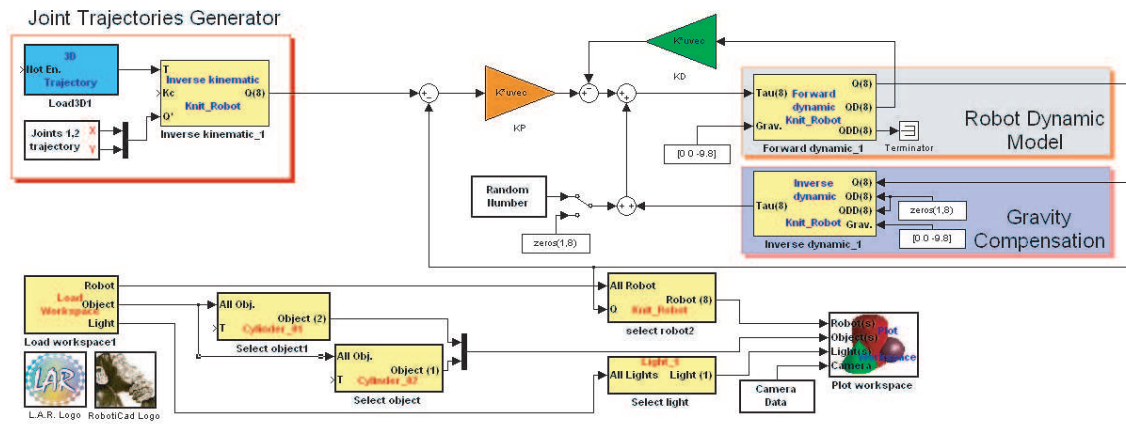 Joint Trajectories Generator
3D
Not En.
Trajectory
Load3D1
T
Inverse kinematic
Kc
Q(8)
Knit_Robot
Q'
Inverse kinematic_1
Joints 1,2
trajectory
X
Y
K*uvec
KP
K*uvec
KD
Tau(8)
Forward
dynamic
Knit_Robot
Q(8)
QD(8)
QDD(8)
Grav.
Forward dynamic_1
[0 0 -9.8]
Terminator
Robot Dynamic
Model
Random
Number
zeros(1,8)
Tau(8)
Inverse
dynamic
Knit_Robot
Q(8)
QD(8)
QDD(8)
Grav.
Inverse dynamic_1
zeros(1,8)
[0 0 -9.8]
Gravity
Compensation
Load
Workspace
Robot
Object
Light
Load workspace1
All Obj.
Object (2)
T
Cylinder_01
Select object1
All Obj.
Object (1)
T
Cylinder_02
Select object
All Robot
Robot (8)
Q
Knit_Robot
select robot2
Light_1
All Lights
Light (1)
Select light
Camera
Data
Robot(s)
Object(s)
Light(s)
Camera
Plot
Workspace
Plot workspace
LAR
L.A.R. Logo
RobotiCad Logo